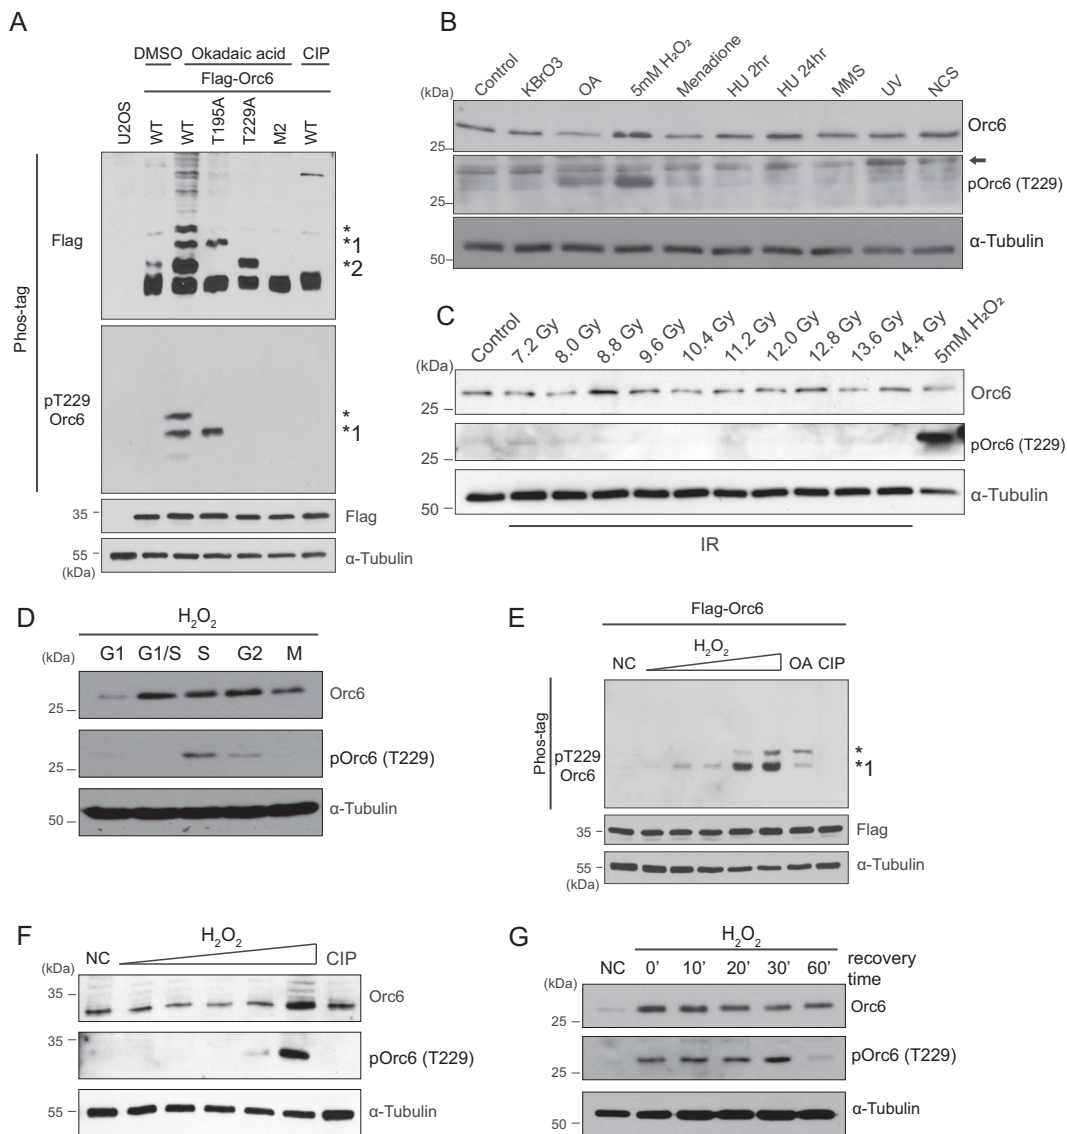 A
DMSO Okadaic acid CIP
Flag-Orc6
U2OS WT WT T195A T229A M2 WT
Phos-tag
Flag
*
*1
*2
pT229
Orc6
*
*1
35
Flag
55
(kDa)
α-Tubulin
B
Control KBrO3 OA 5mM H₂O₂ Menadione HU 2hr HU 24hr MMS UV NCS
(kDa)
25
Orc6
25
pOrc6 (T229)
50
α-Tubulin
C
Control 7.2 Gy 8.0 Gy 8.8 Gy 9.6 Gy 10.4 Gy 11.2 Gy 12.0 Gy 12.8 Gy 13.6 Gy 14.4 Gy 5mM H₂O₂
(kDa)
25
Orc6
25
pOrc6 (T229)
50
α-Tubulin
IR
D
H₂O₂
(kDa)
G1 G1/S S G2 M
25
Orc6
25
pOrc6 (T229)
50
α-Tubulin
E
Flag-Orc6
H₂O₂
NC OA CIP
Phos-tag
pT229
Orc6
*
*1
35
Flag
55
(kDa)
α-Tubulin
F
H₂O₂
NC CIP
(kDa)
35
Orc6
35
pOrc6 (T229)
55
α-Tubulin
G
H₂O₂
NC 0’ 10’ 20’ 30’ 60’ recovery
time
(kDa)
25
Orc6
25
pOrc6 (T229)
50
α-Tubulin